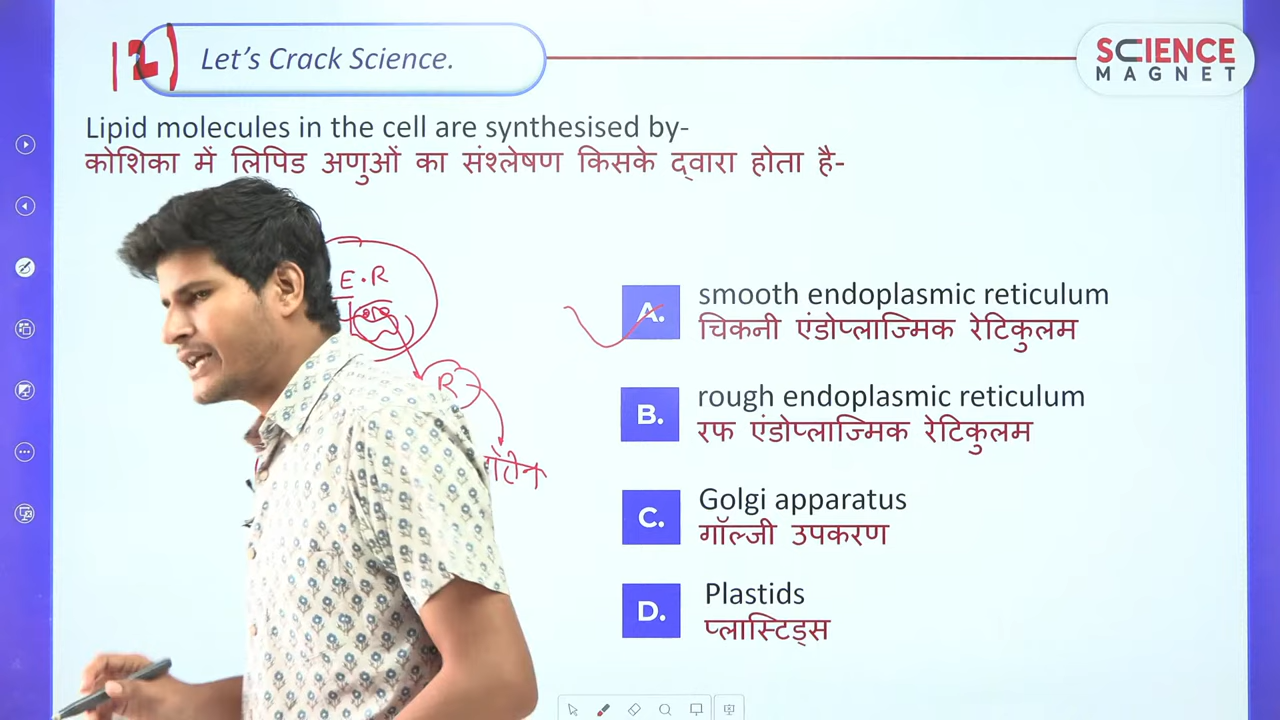 12)
Let's Crack Science.
SCIENCE
MAGNET
Lipid molecules in the cell are synthesised by-
कोशिका में लिपिड अणुओं का संश्लेषण किसके द्वारा होता है-
E.R
R
A.
smooth endoplasmic reticulum
चिकनी एंडोप्लाज्मिक रेटिकुलम
B.
rough endoplasmic reticulum
रफ एंडोप्लाज्मिक रेटिकुलम
C.
Golgi apparatus
गॉल्जी उपकरण
D.
Plastids
प्लास्टिड्स